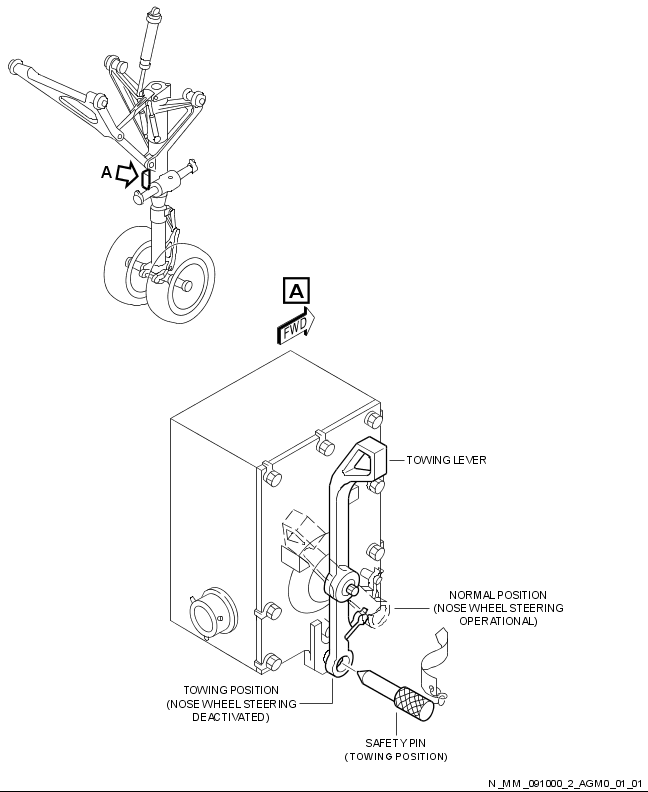 A
A
FWD
TOWING LEVER
NORMAL POSITION
(NOSE WHEEL STEERING
OPERATIONAL)
TOWING POSITION
(NOSE WHEEL STEERING
DEACTIVATED)
SAFETY PIN
(TOWING POSITION)
N_MM_091000_2_AGM0_01_01